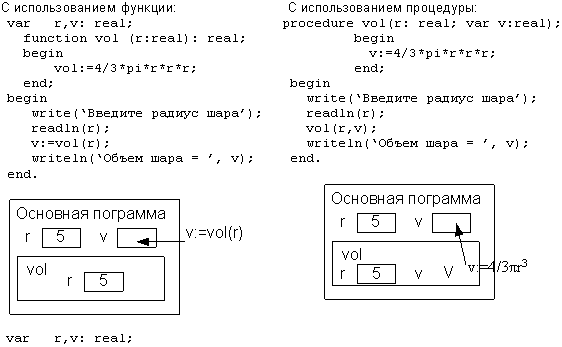 С использованием функции:
var   r,v: real;
function vol (r:real): real;
begin
vol:=4/3*pi*r*r*r;
end;
begin
write(‘Введите радиус шара’);
readln(r);
v:=vol(r);
writeln(‘Объем шара = ’, v);
end.
С использованием процедуры:
procedure vol(r: real; var v:real);
begin
v:=4/3*pi*r*r*r;
end;
begin
write(‘Введите радиус шара’);
readln(r);
vol(r,v);
writeln(‘Объем шара = ’, v);
end.
Основная пограмма
r 5 v
v:=vol(r)
vol
r 5
Основная пограмма
r 5 v
vol
r 5 v V
v:=4/3πr³
var   r,v: real;